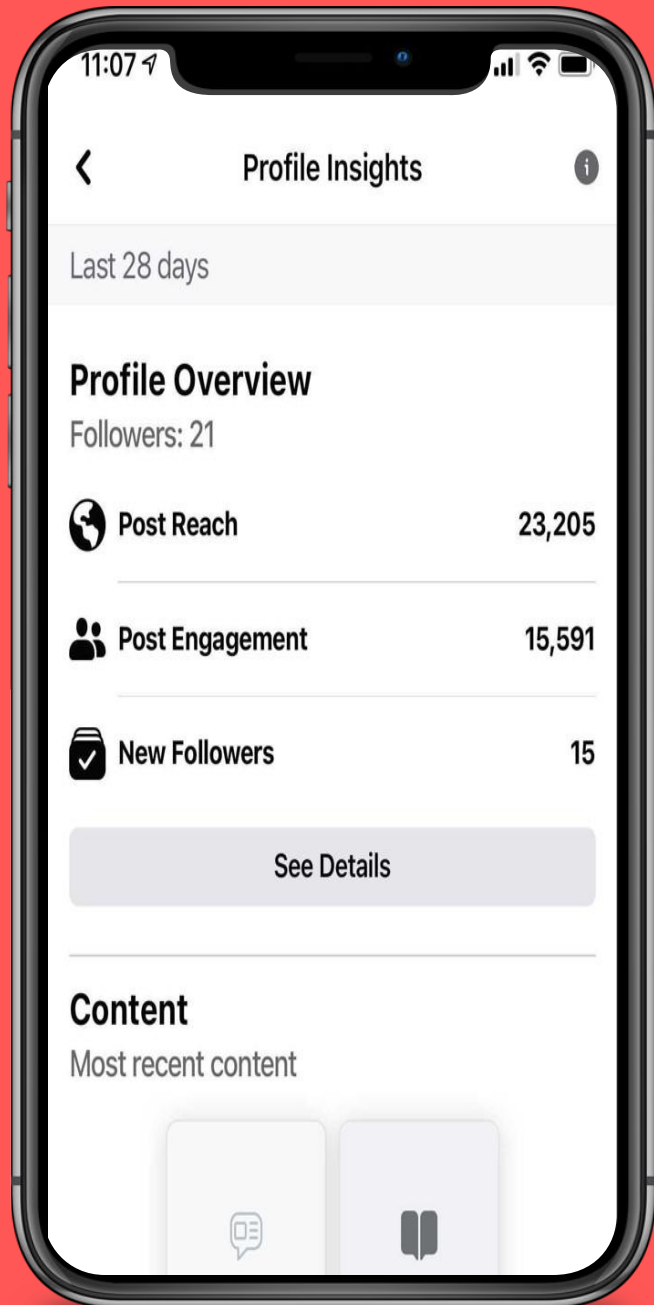 11:07
Profile Insights
Last 28 days
Profile Overview
Followers: 21
Post Reach 23,205
Post Engagement 15,591
New Followers 15
See Details
Content
Most recent content